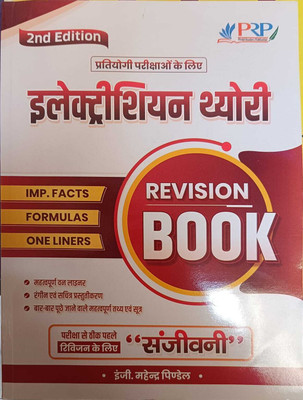 2nd Edition
PRP
प्रतियोगी परीक्षाओं के लिए
इलेक्ट्रीशियन थ्योरी
IMP. FACTS
FORMULAS
ONE LINERS
REVISION
BOOK
महत्वपूर्ण वन लाइनर
रंगीन एवं सचित्र प्रस्तुतीकरण
बार-बार पूछे जाने वाले महत्वपूर्ण तथ्य एवं सूत्र
परीक्षा से ठीक पहले
रिविजन के लिए
“संजीवनी”
इंजी. महेन्द्र पिण्डेल